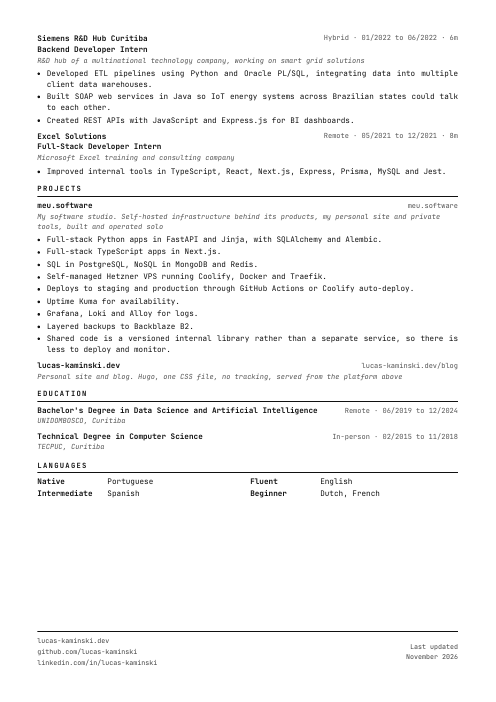 Siemens R&D Hub Curitiba Hybrid · 01/2022 to 06/2022 · 6m
Backend Developer Intern
R&D hub of a multinational technology company, working on smart grid solutions
• Developed ETL pipelines using Python and Oracle PL/SQL, integrating data into multiple
client data warehouses.
• Built SOAP web services in Java so IoT energy systems across Brazilian states could talk
to each other.
• Created REST APIs with JavaScript and Express.js for BI dashboards.
Excel Solutions Remote · 05/2021 to 12/2021 · 8m
Full-Stack Developer Intern
Microsoft Excel training and consulting company
• Improved internal tools in TypeScript, React, Next.js, Express, Prisma, MySQL and Jest.
PROJECTS
meu.software meu.software
My software studio. Self-hosted infrastructure behind its products, my personal site and private
tools, built and operated solo
• Full-stack Python apps in FastAPI and Jinja, with SQLAlchemy and Alembic.
• Full-stack TypeScript apps in Next.js.
• SQL in PostgreSQL, NoSQL in MongoDB and Redis.
• Self-managed Hetzner VPS running Coolify, Docker and Traefik.
• Deploys to staging and production through GitHub Actions or Coolify auto-deploy.
• Uptime Kuma for availability.
• Grafana, Loki and Alloy for logs.
• Layered backups to Backblaze B2.
• Shared code is a versioned internal library rather than a separate service, so there is
less to deploy and monitor.
lucas-kaminski.dev lucas-kaminski.dev/blog
Personal site and blog. Hugo, one CSS file, no tracking, served from the platform above
EDUCATION
Bachelor's Degree in Data Science and Artificial Intelligence Remote · 06/2019 to 12/2024
UNIDOMBOSCO, Curitiba
Technical Degree in Computer Science In-person · 02/2015 to 11/2018
TECPUC, Curitiba
LANGUAGES
Native Portuguese Fluent English
Intermediate Spanish Beginner Dutch, French
lucas-kaminski.dev
github.com/lucas-kaminski
linkedin.com/in/lucas-kaminski
Last updated
November 2026